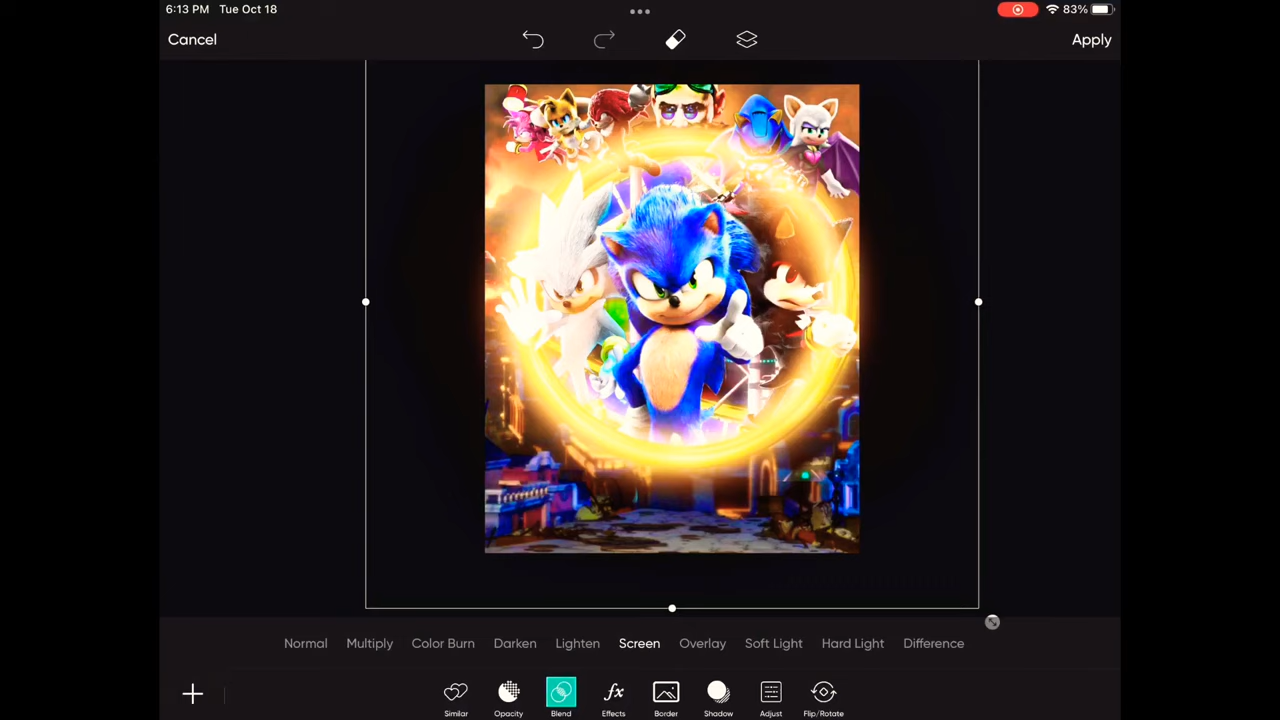 6:13 PM Tue Oct 18
83%
Cancel
Apply
Normal Multiply Color Burn Darken Lighten Screen Overlay Soft Light Hard Light Difference
Similar Opacity Blend Effects Border Shadow Adjust Flip/Rotate